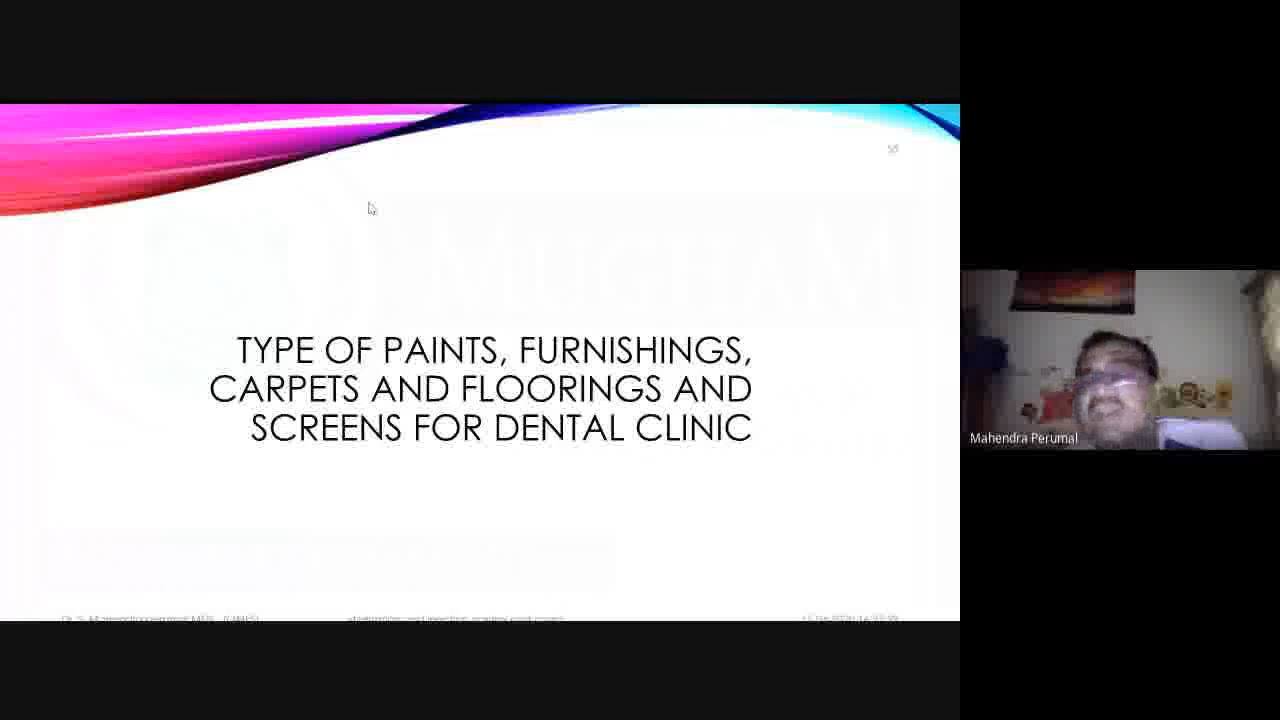 TYPE OF PAINTS, FURNISHINGS,
CARPETS AND FLOORINGS AND
SCREENS FOR DENTAL CLINIC
Mahendra Perumal